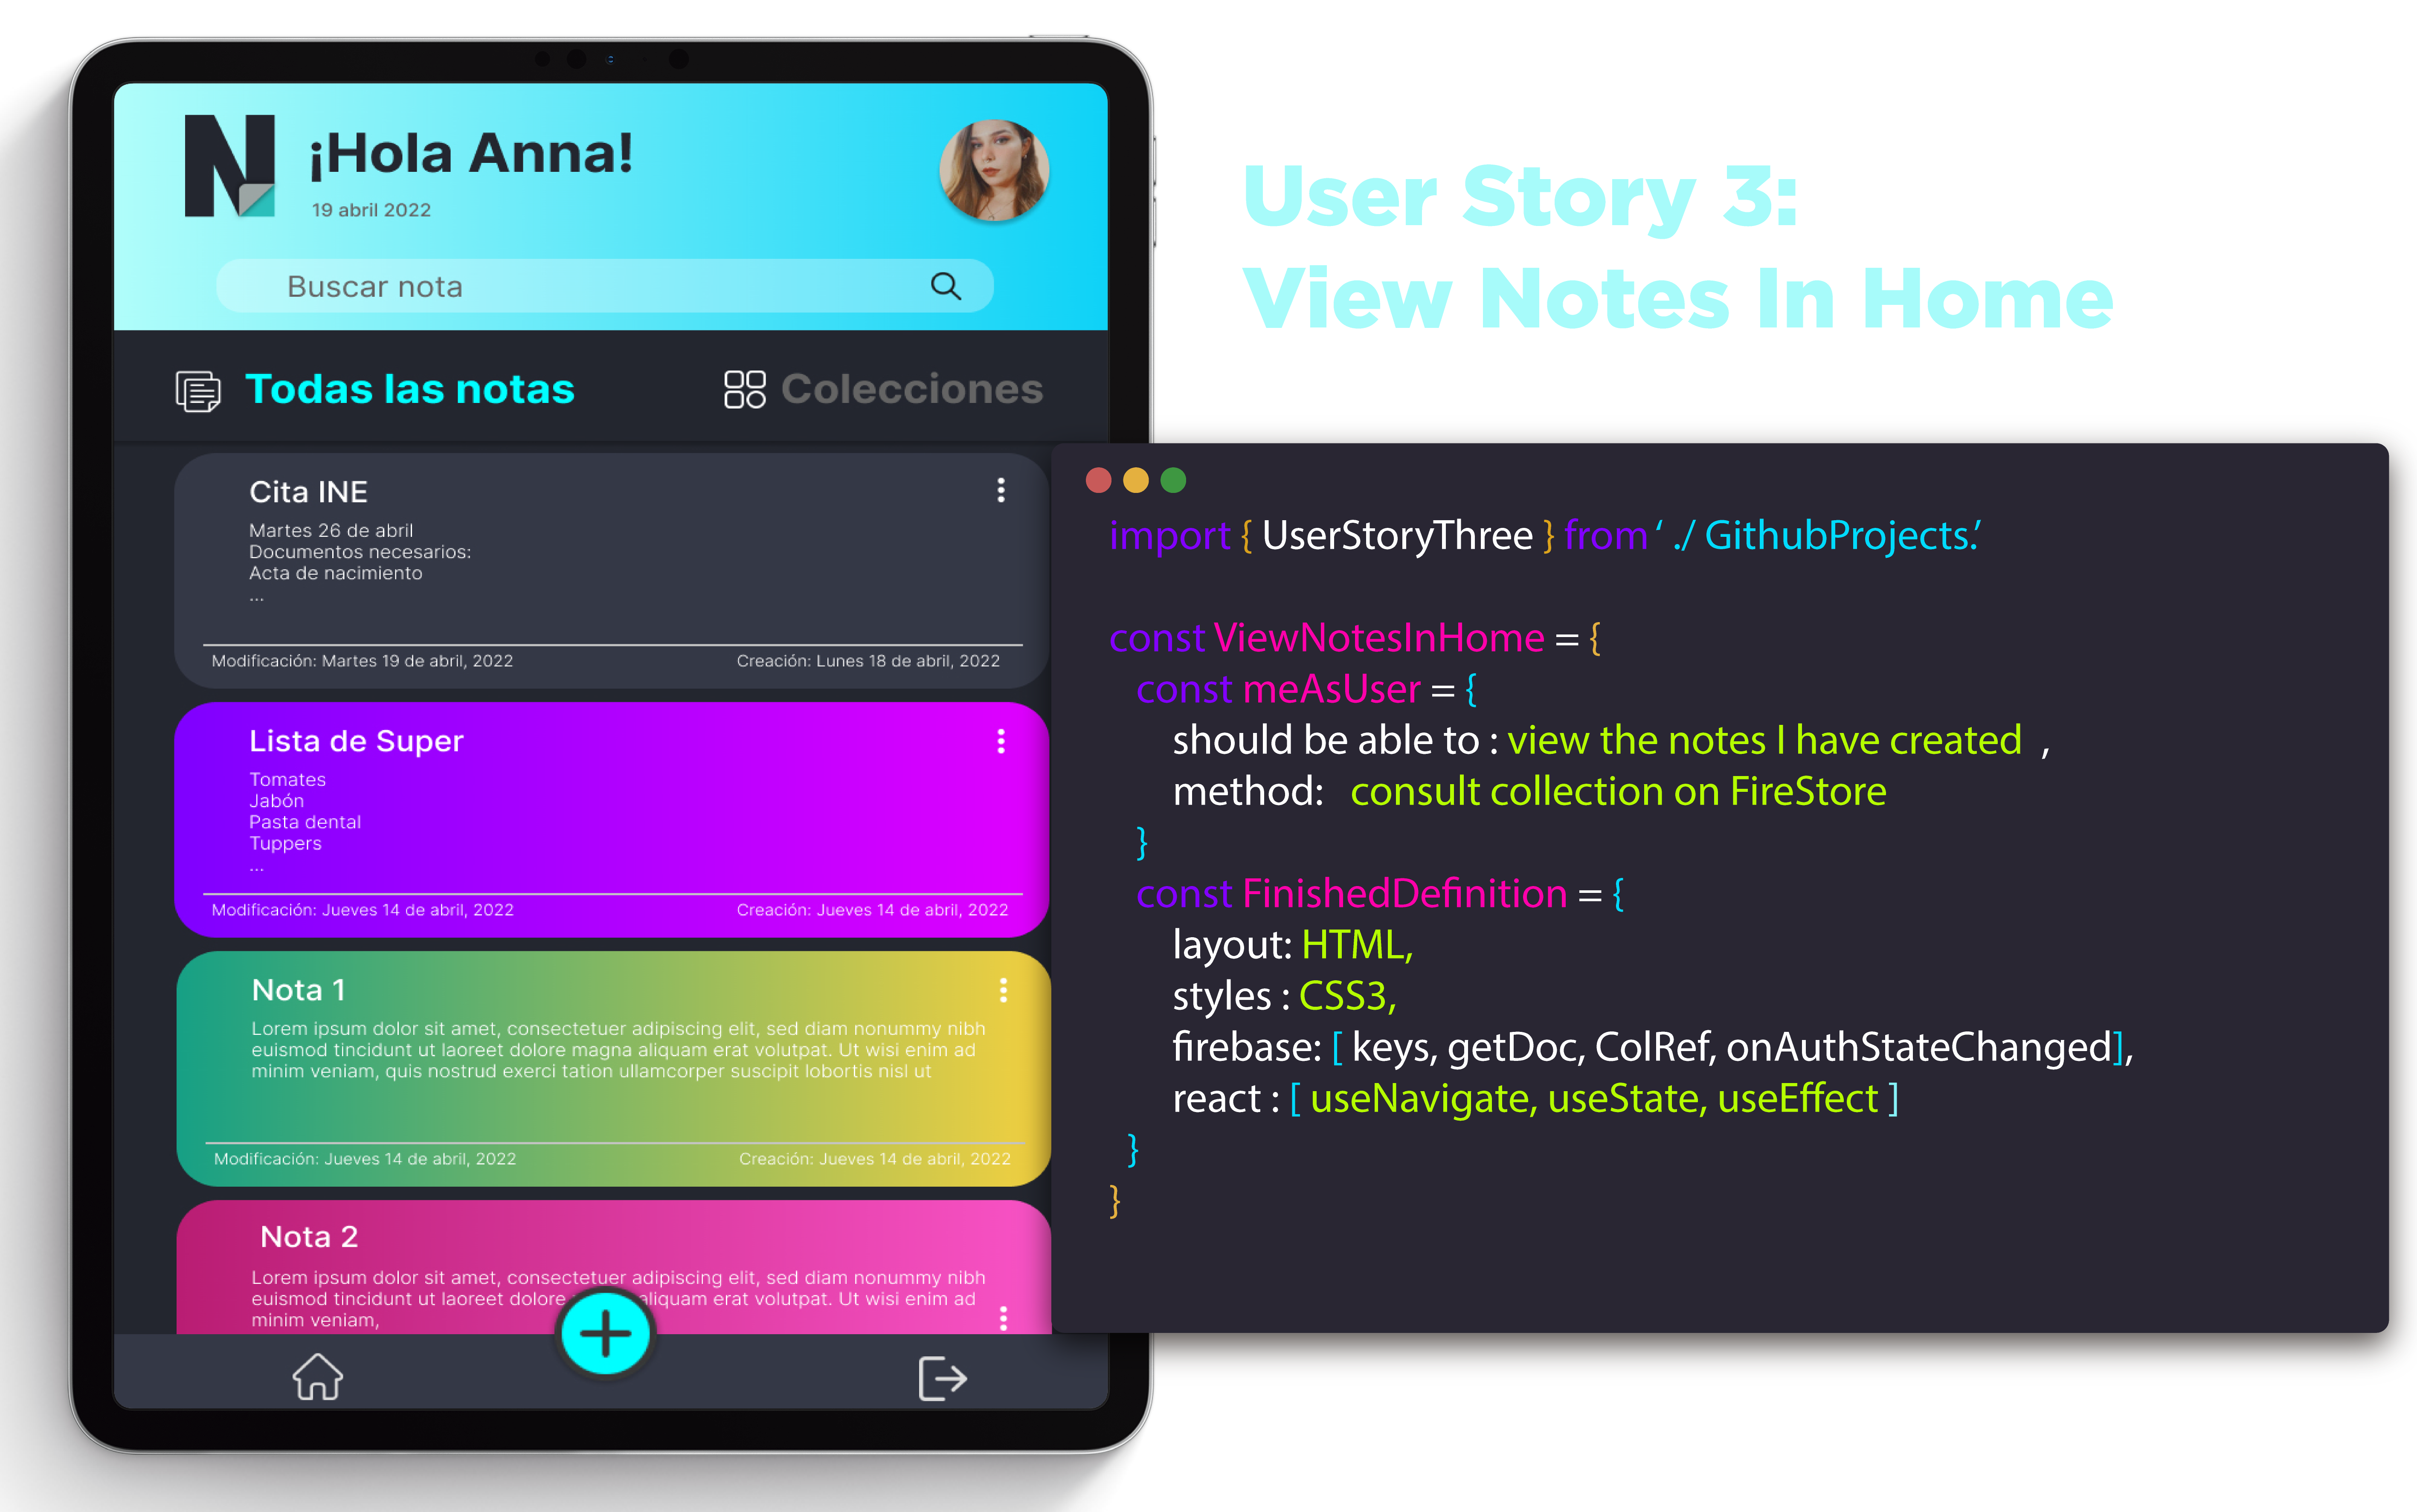 N
¡Hola Anna!
19 abril 2022
Buscar nota
Todas las notas
Colecciones
Cita INE
Martes 26 de abril
Documentos necesarios:
Acta de nacimiento
...
Modificación: Martes 19 de abril, 2022
Creación: Lunes 18 de abril, 2022
Lista de Super
Tomates
Jabón
Pasta dental
Tuppers
...
Modificación: Jueves 14 de abril, 2022
Creación: Jueves 14 de abril, 2022
Nota 1
Lorem ipsum dolor sit amet, consectetuer adipiscing elit, sed diam nonummy nibh
euismod tincidunt ut laoreet dolore magna aliquam erat volutpat. Ut wisi enim ad
minim veniam, quis nostrud exerci tation ullamcorper suscipit lobortis nisl ut
Modificación: Jueves 14 de abril, 2022
Creación: Jueves 14 de abril, 2022
Nota 2
Lorem ipsum dolor sit amet, consectetuer adipiscing elit, sed diam nonummy nibh
euismod tincidunt ut laoreet dolore aliquam erat volutpat. Ut wisi enim ad
minim veniam,
User Story 3:
View Notes In Home
import { UserStoryThree } from ‘ ./ GithubProjects.’
const ViewNotesInHome = {
const meAsUser = {
should be able to : view the notes I have created ,
method: consult collection on FireStore
}
const FinishedDefinition = {
layout: HTML,
styles : CSS3,
firebase: [ keys, getDoc, ColRef, onAuthStateChanged],
react : [ useNavigate, useState, useEffect ]
}
}